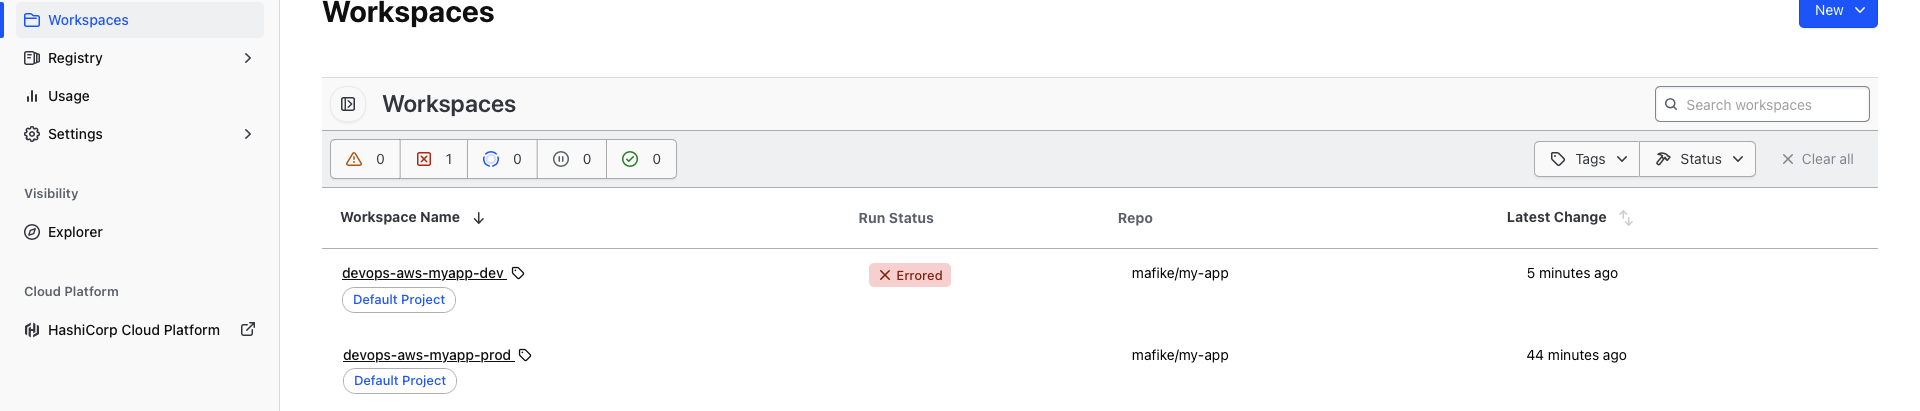 Workspaces
Registry
Usage
Settings
Visibility
Explorer
Cloud Platform
HashiCorp Cloud Platform
Workspaces
New
Workspaces
Search workspaces
0 1 0 0 0
Tags Status Clear all
Workspace Name Run Status Repo Latest Change
devops-aws-myapp-dev Errored mafike/my-app 5 minutes ago
Default Project
devops-aws-myapp-prod mafike/my-app 44 minutes ago
Default Project